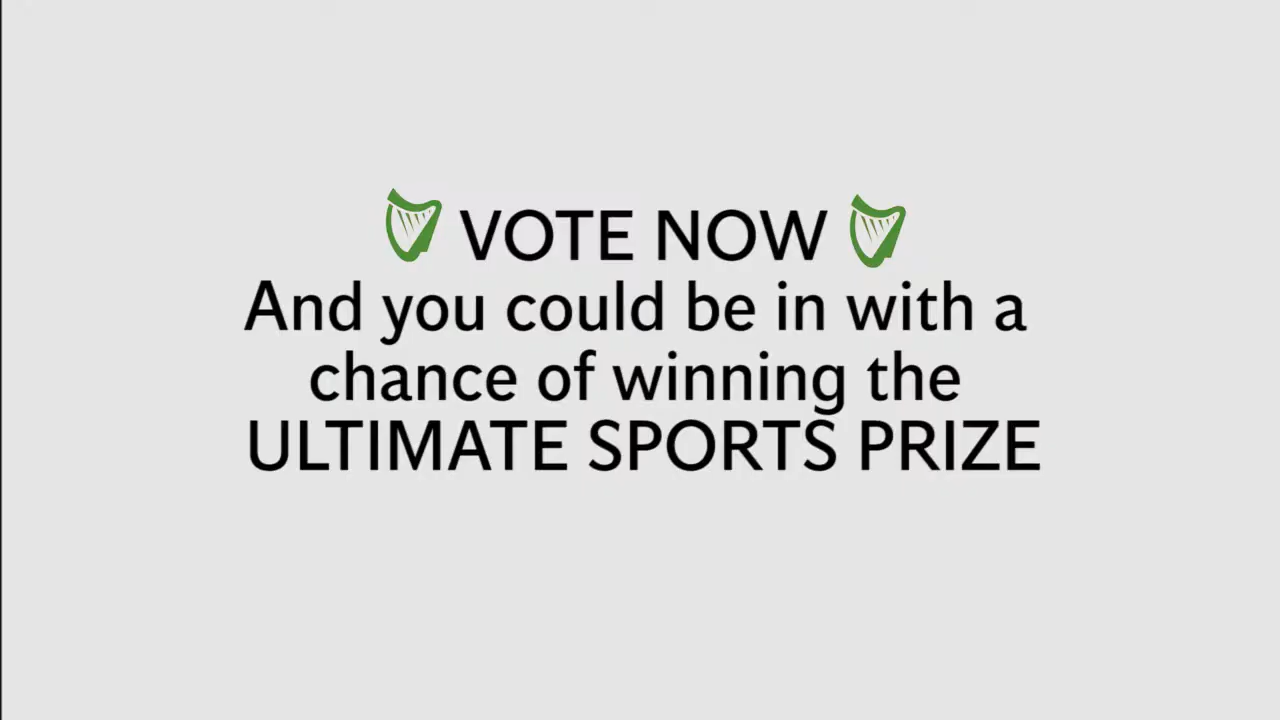 VOTE NOW
And you could be in with a
chance of winning the
ULTIMATE SPORTS PRIZE